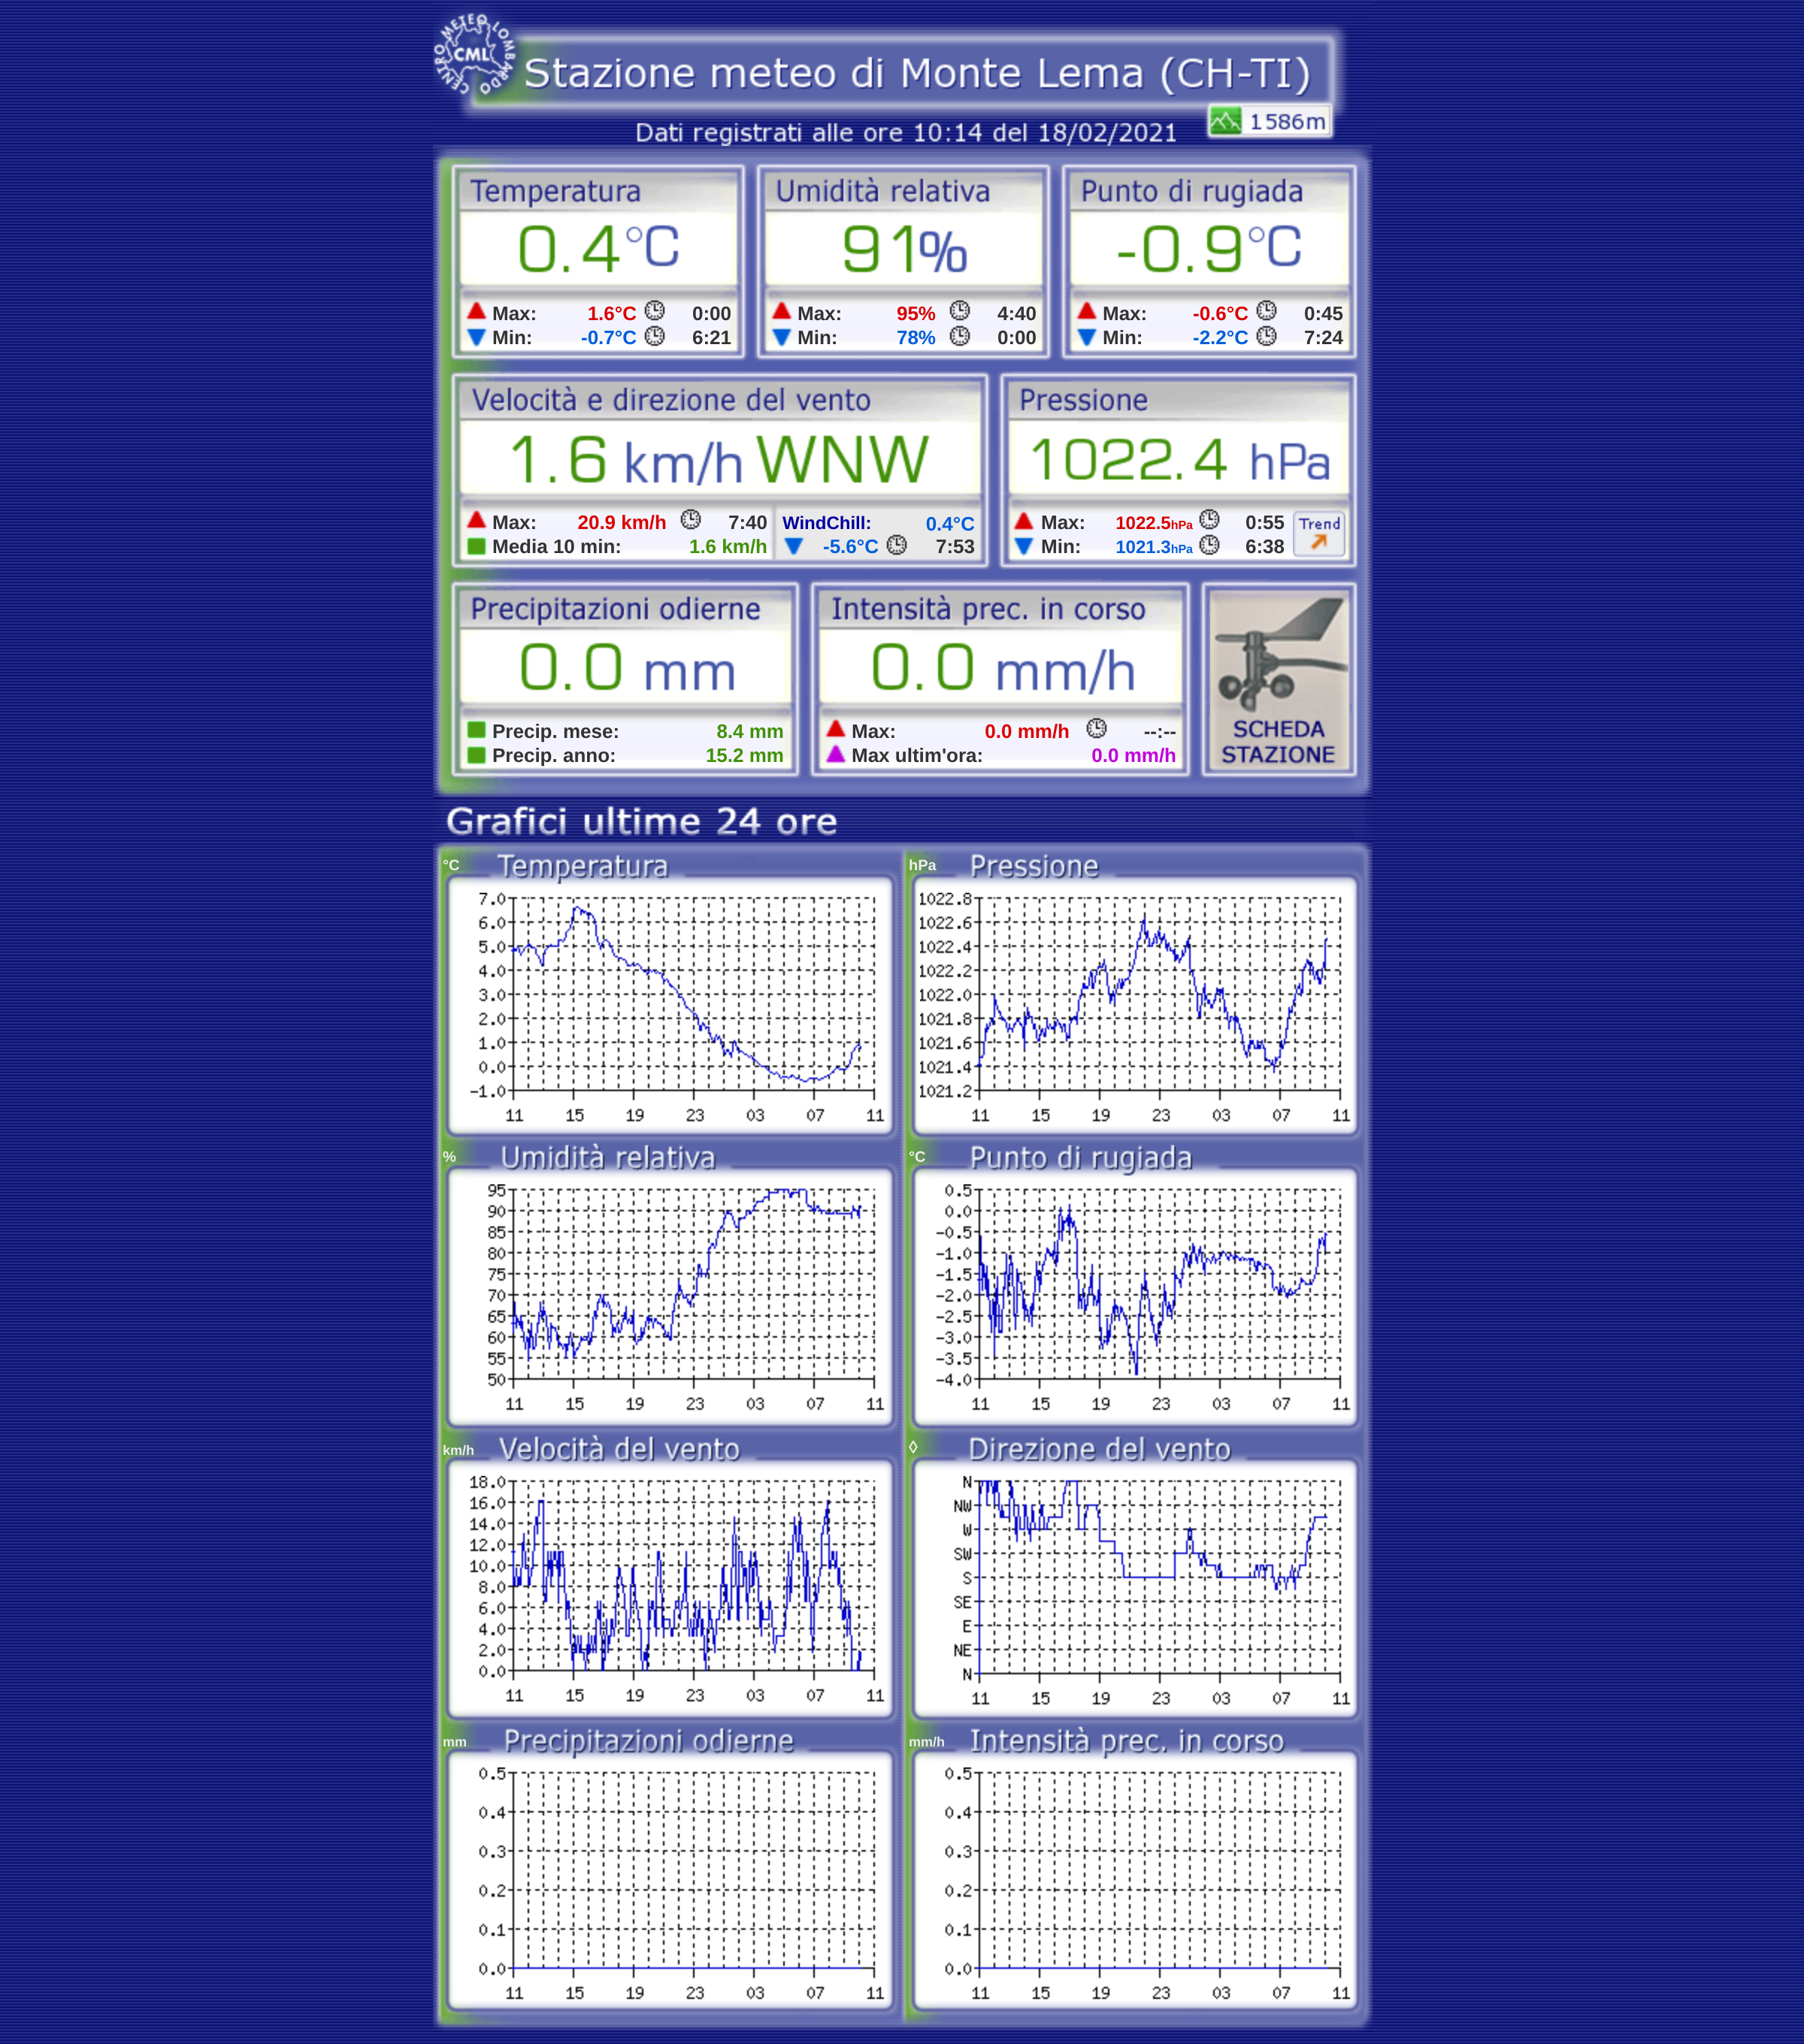 CENTRO METEO LOMBARDO
CML
Stazione meteo di Monte Lema (CH-TI)
1586m
Dati registrati alle ore 10:14 del 18/02/2021
Temperatura
0.4°C
Max: 1.6°C 0:00
Min: -0.7°C 6:21
Umidità relativa
91%
Max: 95% 4:40
Min: 78% 0:00
Punto di rugiada
-0.9°C
Max: -0.6°C 0:45
Min: -2.2°C 7:24
Velocità e direzione del vento
1.6 km/h WNW
Max: 20.9 km/h 7:40
Media 10 min: 1.6 km/h
WindChill: 0.4°C
-5.6°C 7:53
Pressione
1022.4 hPa
Max: 1022.5hPa 0:55
Min: 1021.3hPa 6:38
Trend
Precipitazioni odierne
0.0 mm
Precip. mese: 8.4 mm
Precip. anno: 15.2 mm
Intensità prec. in corso
0.0 mm/h
Max: 0.0 mm/h --:--
Max ultim'ora: 0.0 mm/h
SCHEDA
STAZIONE
Grafici ultime 24 ore
°C Temperatura
7.0
6.0
5.0
4.0
3.0
2.0
1.0
0.0
-1.0
11 15 19 23 03 07 11
hPa Pressione
1022.8
1022.6
1022.4
1022.2
1022.0
1021.8
1021.6
1021.4
1021.2
11 15 19 23 03 07 11
% Umidità relativa
95
90
85
80
75
70
65
60
55
50
11 15 19 23 03 07 11
°C Punto di rugiada
0.5
0.0
-0.5
-1.0
-1.5
-2.0
-2.5
-3.0
-3.5
-4.0
11 15 19 23 03 07 11
km/h Velocità del vento
18.0
16.0
14.0
12.0
10.0
8.0
6.0
4.0
2.0
0.0
11 15 19 23 03 07 11
◊ Direzione del vento
N
NW
W
SW
S
SE
E
NE
N
11 15 19 23 03 07 11
mm Precipitazioni odierne
0.5
0.4
0.3
0.2
0.1
0.0
11 15 19 23 03 07 11
mm/h Intensità prec. in corso
0.5
0.4
0.3
0.2
0.1
0.0
11 15 19 23 03 07 11